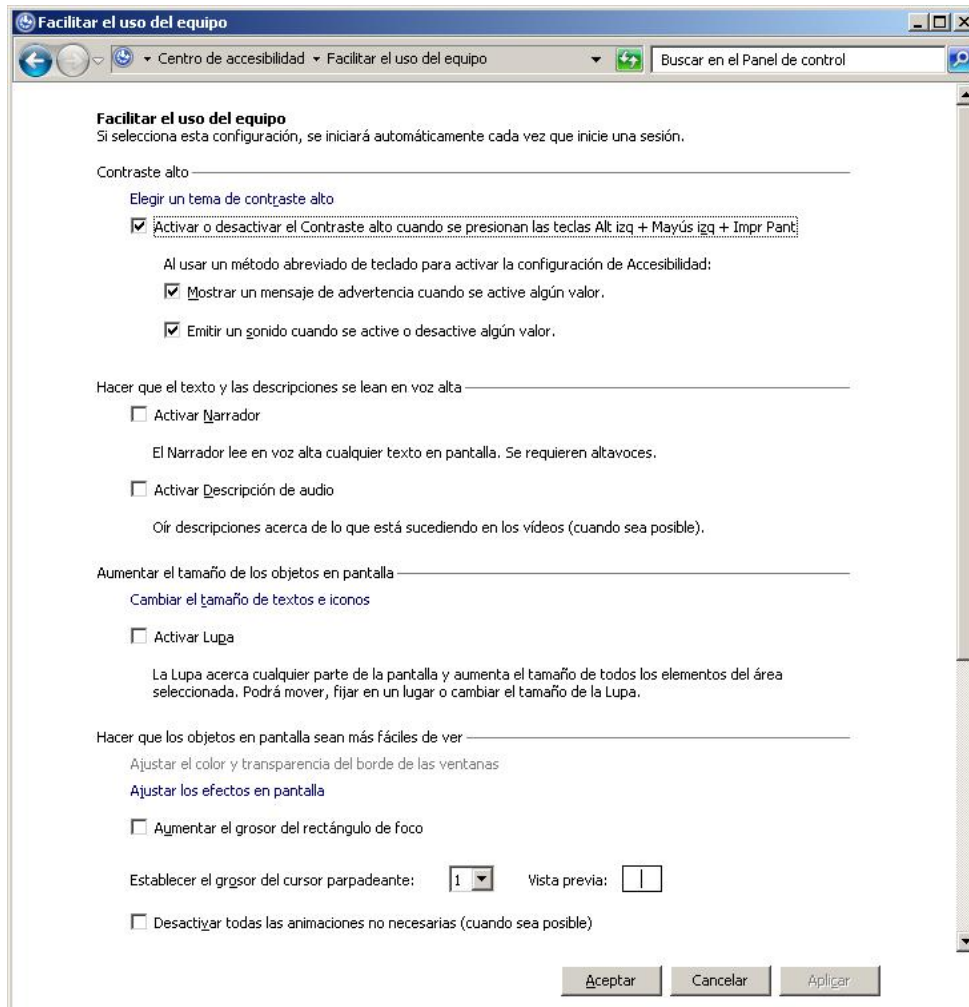 Facilitar el uso del equipo
Centro de accesibilidad Facilitar el uso del equipo Buscar en el Panel de control
Facilitar el uso del equipo
Si selecciona esta configuración, se iniciará automáticamente cada vez que inicie una sesión.
Contraste alto
Elegir un tema de contraste alto
Activar o desactivar el Contraste alto cuando se presionan las teclas Alt izq + Mayús izq + Impr Pant
Al usar un método abreviado de teclado para activar la configuración de Accesibilidad:
Mostrar un mensaje de advertencia cuando se active algún valor.
Emitir un sonido cuando se active o desactive algún valor.
Hacer que el texto y las descripciones se lean en voz alta
Activar Narrador
El Narrador lee en voz alta cualquier texto en pantalla. Se requieren altavoces.
Activar Descripción de audio
Oír descripciones acerca de lo que está sucediendo en los vídeos (cuando sea posible).
Aumentar el tamaño de los objetos en pantalla
Cambiar el tamaño de textos e iconos
Activar Lupa
La Lupa acerca cualquier parte de la pantalla y aumenta el tamaño de todos los elementos del área
seleccionada. Podrá mover, fijar en un lugar o cambiar el tamaño de la Lupa.
Hacer que los objetos en pantalla sean más fáciles de ver
Ajustar el color y transparencia del borde de las ventanas
Ajustar los efectos en pantalla
Aumentar el grosor del rectángulo de foco
Establecer el grosor del cursor parpadeante: 1 Vista previa:
Desactivar todas las animaciones no necesarias (cuando sea posible)
Aceptar Cancelar Aplicar